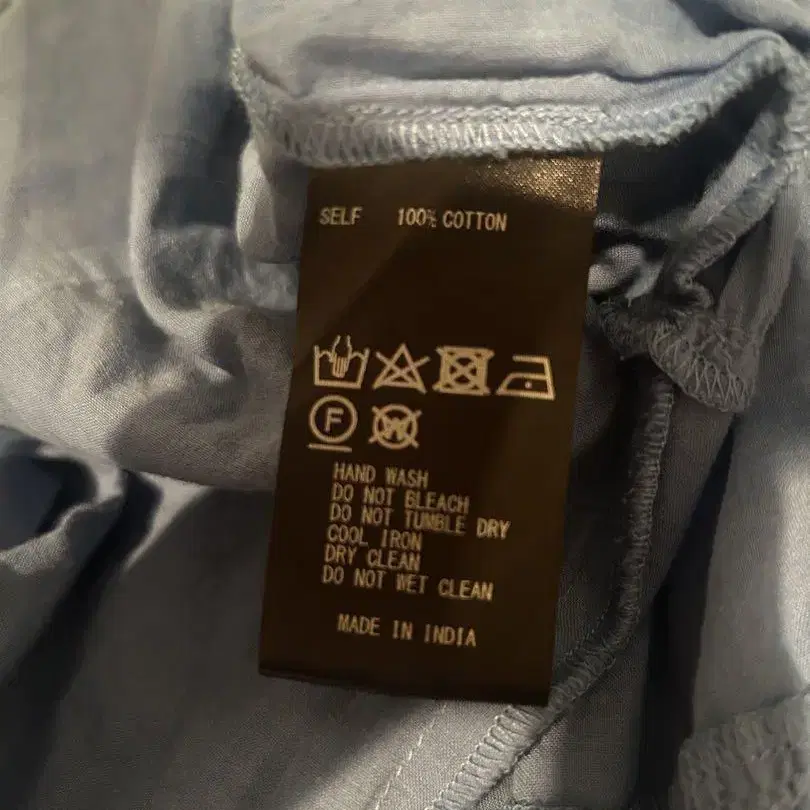 SELF 100% COTTON
F W
HAND WASH
DO NOT BLEACH
DO NOT TUMBLE DRY
COOL IRON
DRY CLEAN
DO NOT WET CLEAN
MADE IN INDIA